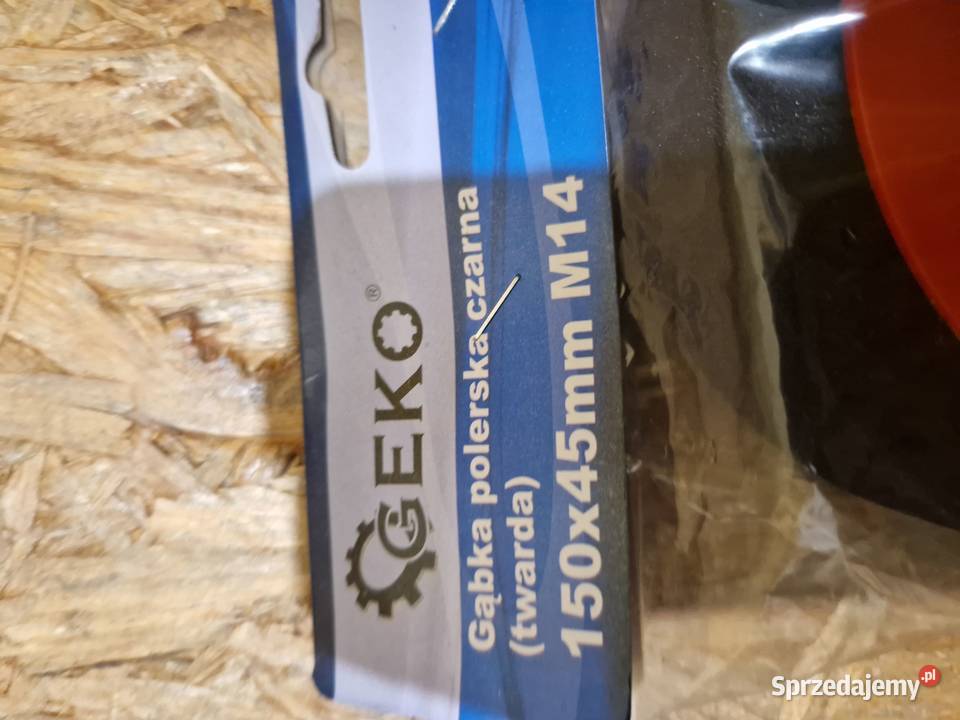 GEKO®
Gąbka polerska czarna
(twarda)
150x45mm M14
Sprzedajemy.pl